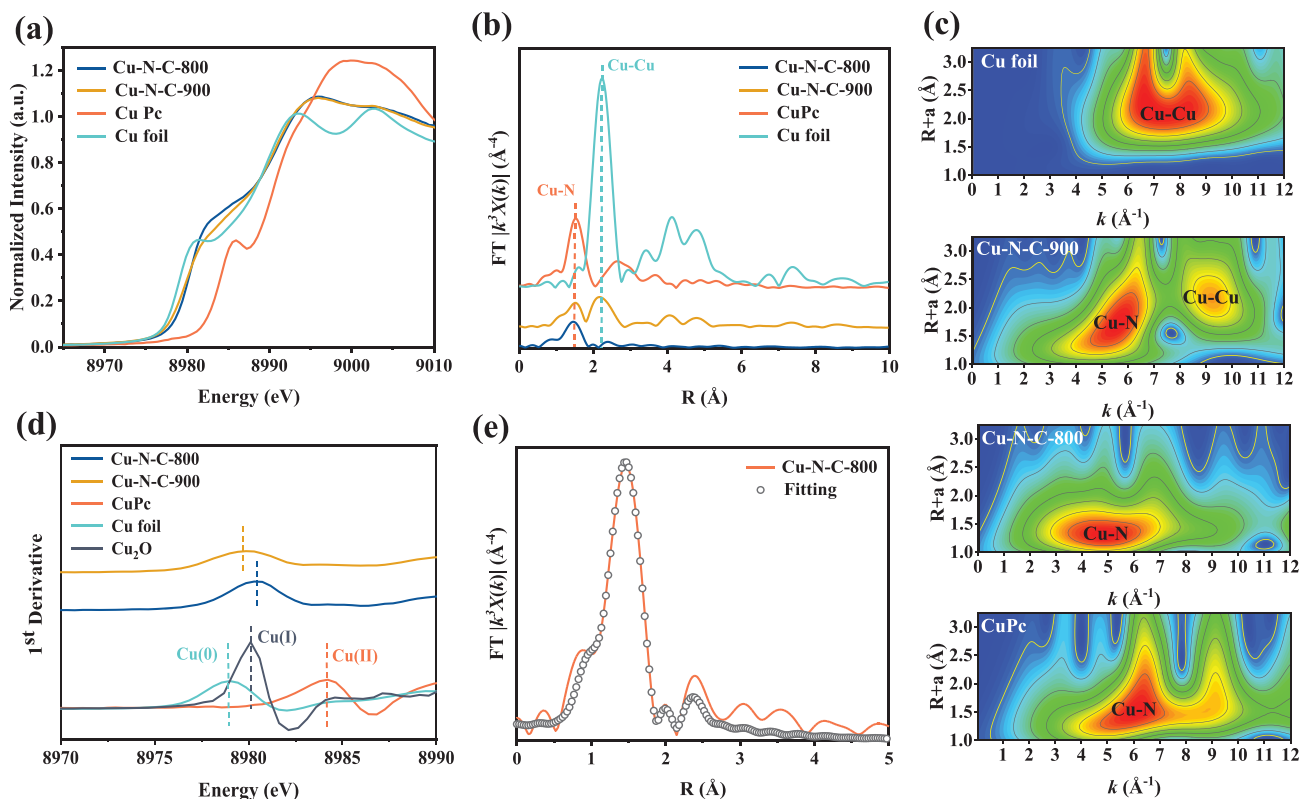 (a)
Normalized Intensity (a.u.)
1.2
1.0
0.8
0.6
0.4
0.2
0.0
Cu-N-C-800
Cu-N-C-900
Cu Pc
Cu foil
8970 8980 8990 9000 9010
Energy (eV)
(b)
FT |k³X(k)| (Å-4)
Cu-Cu
Cu-N
Cu-N-C-800
Cu-N-C-900
CuPc
Cu foil
0 2 4 6 8 10
R (Å)
(c)
Cu foil
R+a (Å)
3.0
2.5
2.0
1.5
1.0
Cu-Cu
0 1 2 3 4 5 6 7 8 9 10 11 12
k (Å-1)
Cu-N-C-900
R+a (Å)
3.0
2.5
2.0
1.5
1.0
Cu-N
Cu-Cu
0 1 2 3 4 5 6 7 8 9 10 11 12
k (Å-1)
Cu-N-C-800
R+a (Å)
3.0
2.5
2.0
1.5
1.0
Cu-N
0 1 2 3 4 5 6 7 8 9 10 11 12
k (Å-1)
CuPc
R+a (Å)
3.0
2.5
2.0
1.5
1.0
Cu-N
0 1 2 3 4 5 6 7 8 9 10 11 12
k (Å-1)
(d)
1st Derivative
Cu-N-C-800
Cu-N-C-900
CuPc
Cu foil
Cu₂O
Cu(0)
Cu(I)
Cu(II)
8970 8975 8980 8985 8990
Energy (eV)
(e)
FT |k³X(k)| (Å-4)
Cu-N-C-800
Fitting
0 1 2 3 4 5
R (Å)